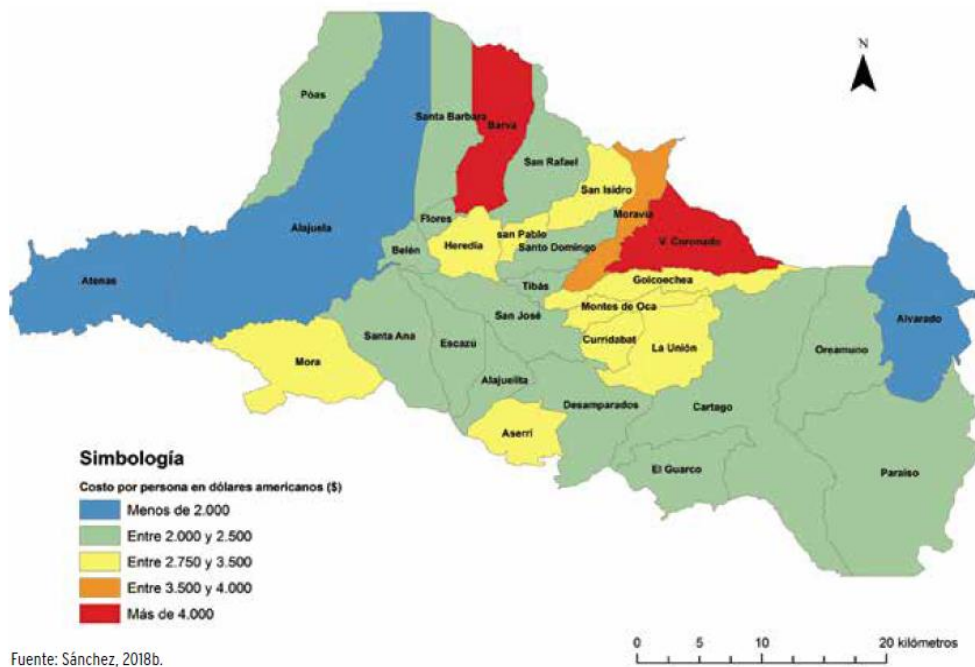 N
Póas
Santa Barbara
Barva
San Rafael
San Isidro
Moravia
V. Coronado
Flores
Alajuela
Heredia
san Pablo
Santo Domingo
Belén
Atenas
Tibás
Goicoechea
Montes de Oca
San José
Alvarado
Santa Ana
Escazú
Curridabat
La Unión
Oreamuno
Mora
Alajuelita
Desamparados
Cartago
Aserrí
El Guarco
Paraíso
Simbología
Costo por persona en dólares americanos ($)
Menos de 2.000
Entre 2.000 y 2.500
Entre 2.750 y 3.500
Entre 3.500 y 4.000
Más de 4.000
0 5 10 20 kilómetros
Fuente: Sánchez, 2018b.